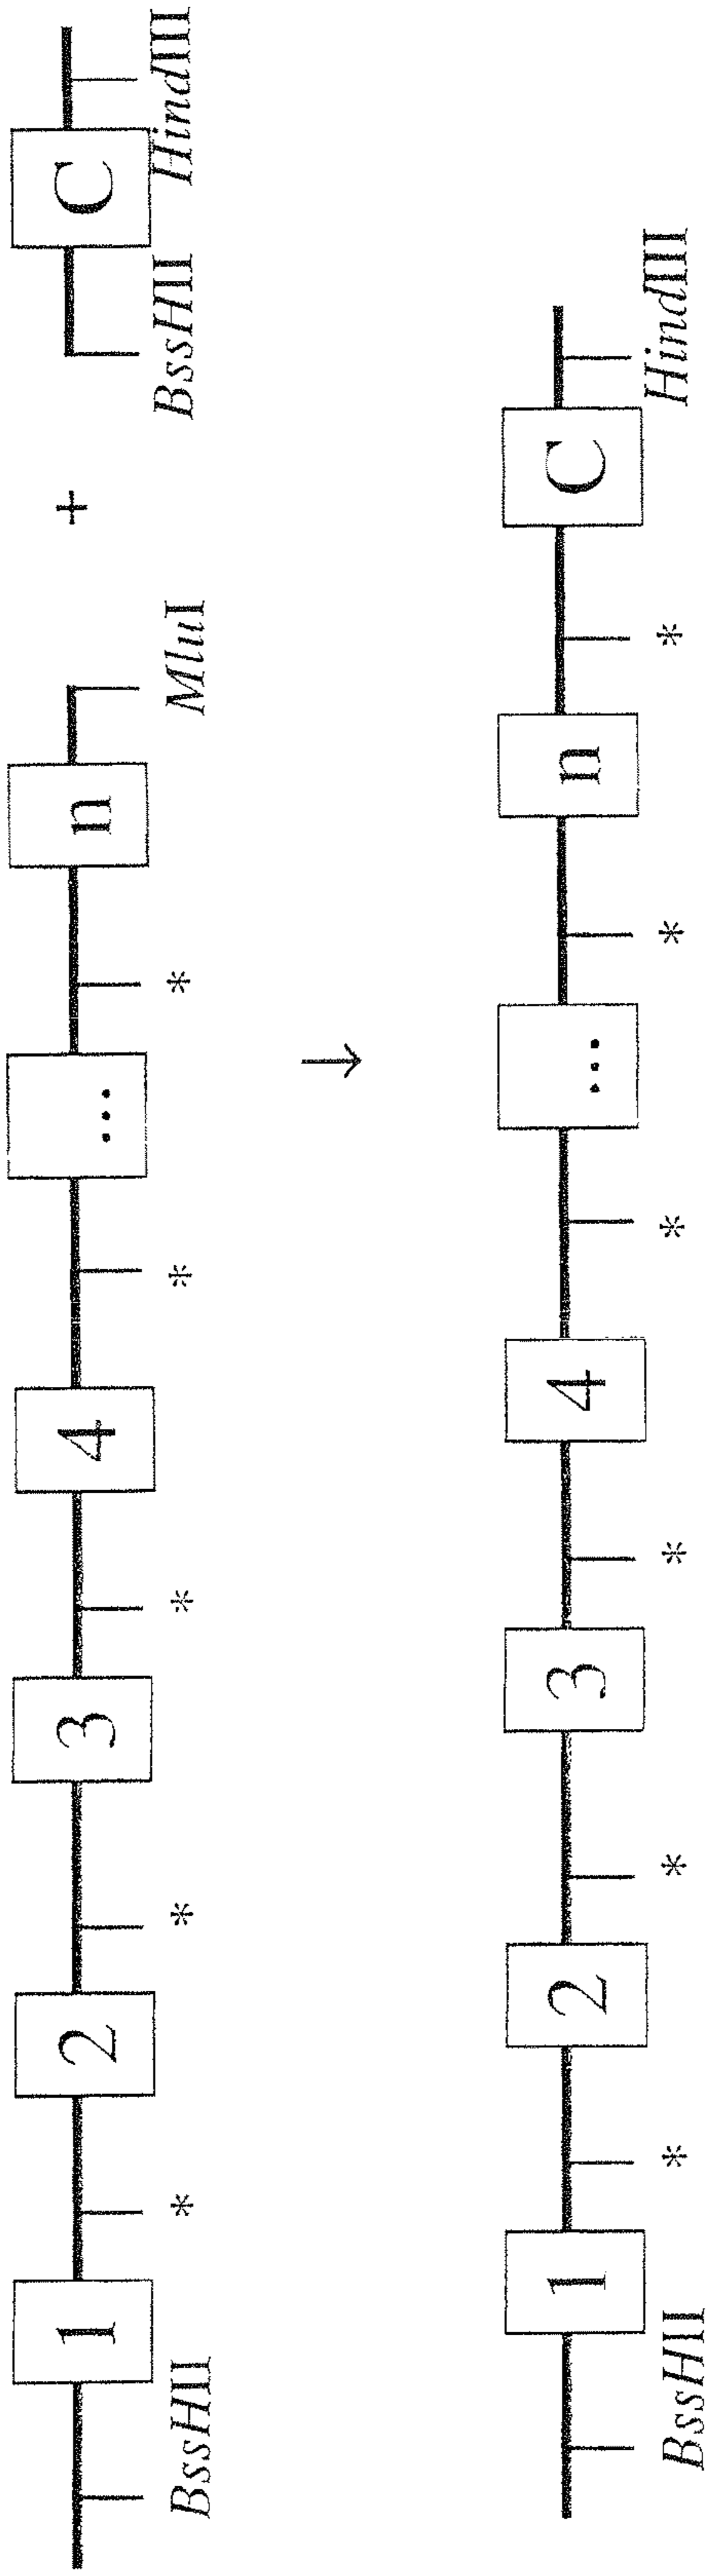 1 2 3 4 ... n + C
BssHII * * * * * MluI BssHII HindIII
↓
1 2 3 4 ... n C
BssHII * * * * * * HindIII